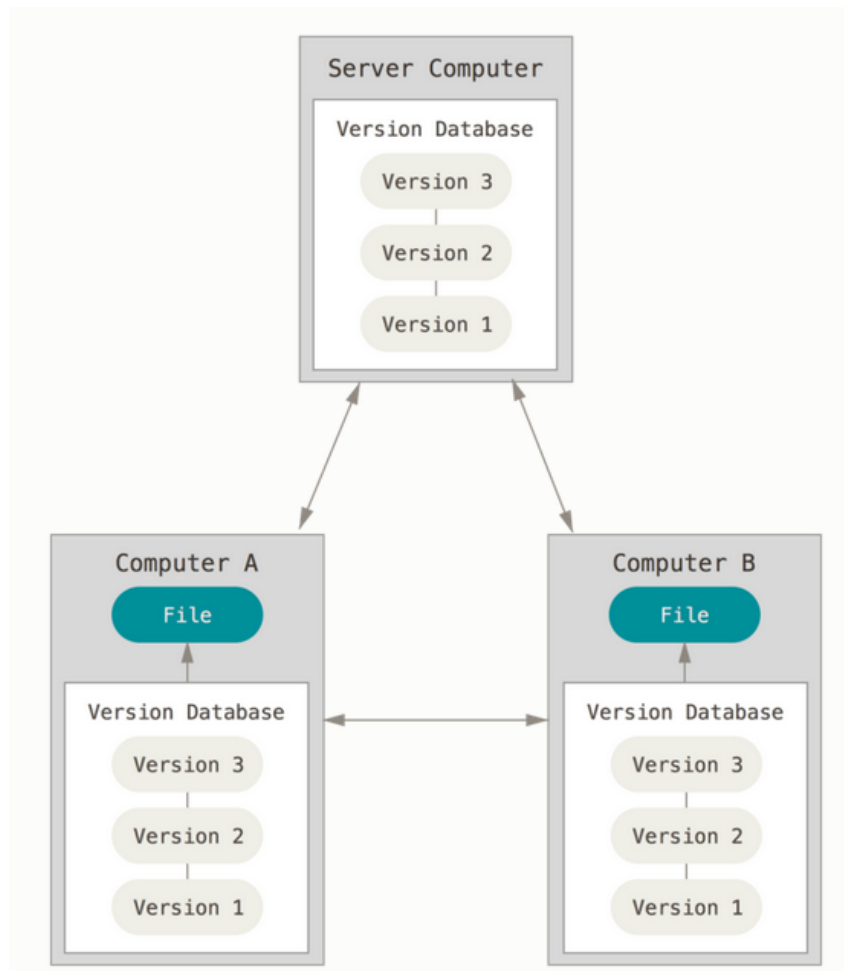 Server Computer
Version Database
Version 3
Version 2
Version 1
Computer A
File
Version Database
Version 3
Version 2
Version 1
Computer B
File
Version Database
Version 3
Version 2
Version 1